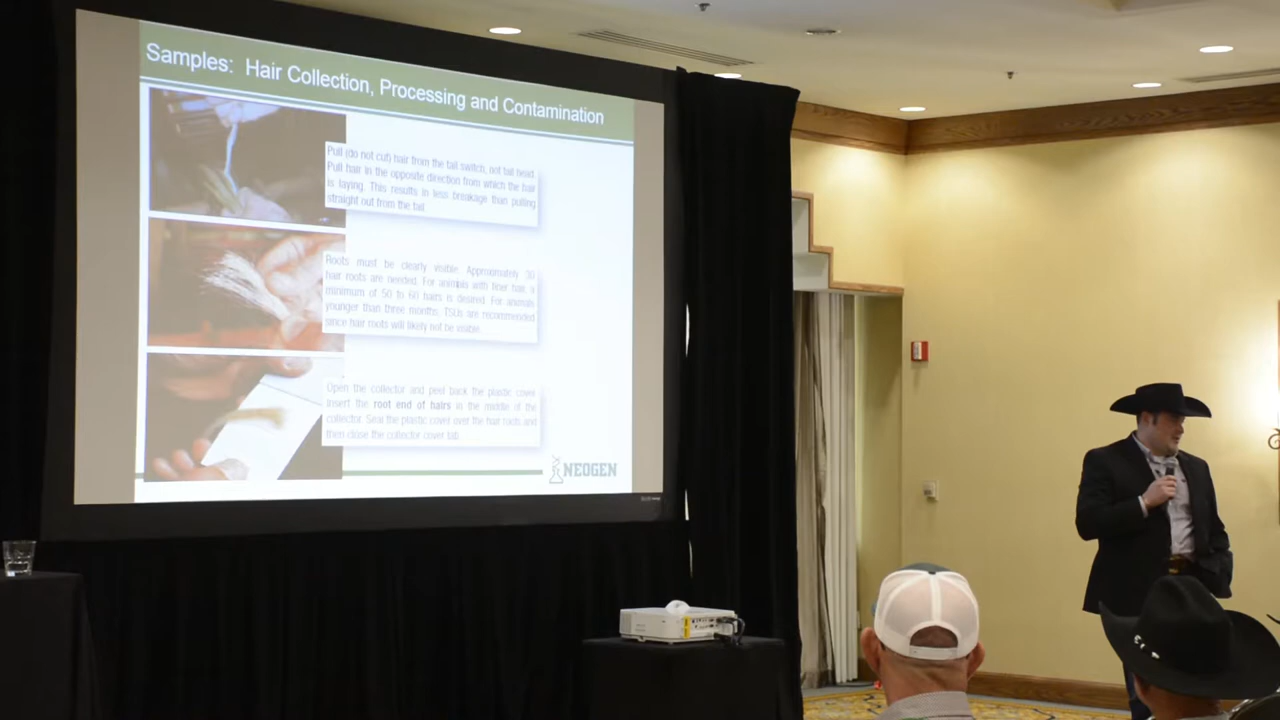 Samples: Hair Collection, Processing and Contamination
Pull (do not cut) hair from the tail switch, not tail head.
Pull hair in the opposite direction from which the hair
is laying. This results in less breakage than pulling
straight out from the tail.
Roots must be clearly visible. Approximately 30
hair roots are needed. For animals with finer hair a
minimum of 50 to 60 hairs is desired. For animals
younger than three months, TSUs are recommended
since hair roots will likely not be visible.
Open the collector and peel back the plastic cover.
Insert the root end of hairs in the middle of the
collector. Seal the plastic cover over the hair roots and
then close the collector cover tab.
NEOGEN